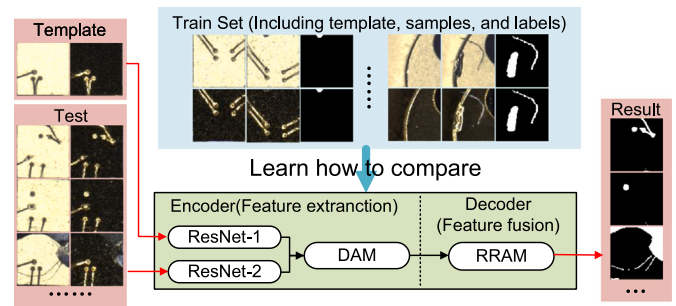 Template
Test
......
Train Set (Including template, samples, and labels)
Learn how to compare
Encoder(Feature extranction)
ResNet-1
ResNet-2
DAM
Decoder
(Feature fusion)
RRAM
Result
...